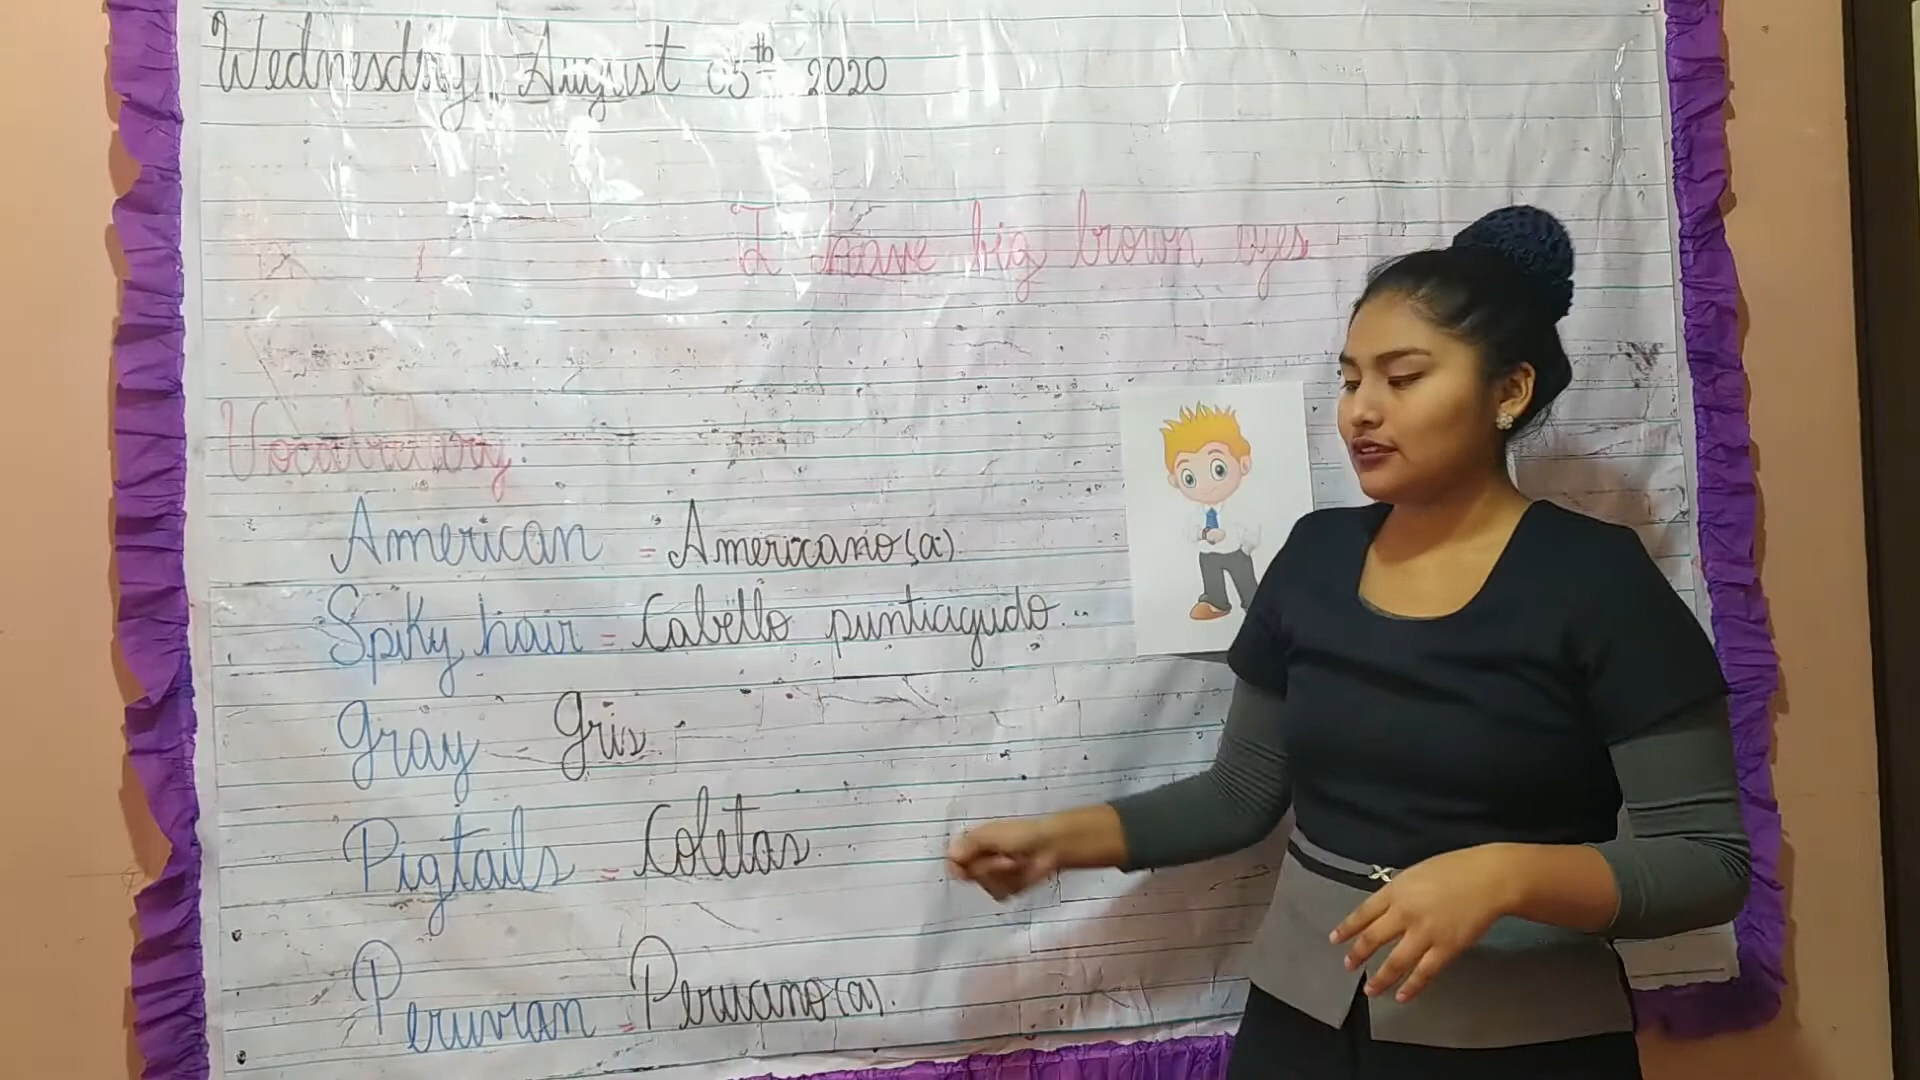 Wednesday, August 05th 2020
I have big brown eyes
Vocabulary:
American = Americano(a).
Spiky hair = Cabello puntiagudo.
Gray - Gris.
Pigtails = Coletas.
Peruvian = Peruano(a).